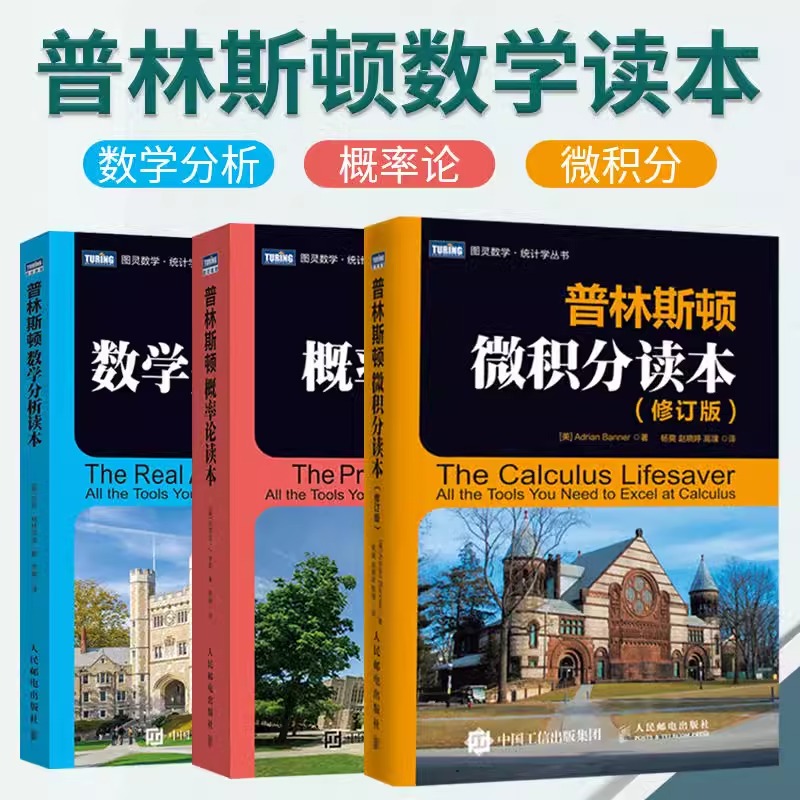 普林斯顿数学读本
数学分析
概率论
微积分
TURING 图灵数学·统计学
普林斯顿 数学分析读本
数学
The Real
All the Tools You
人民邮电出版社
TURING 图灵数学·统计学
普林斯顿 概率论读本
The Pr
All the Tools You
人民邮电出版社
TURING 图灵数学·统计学丛书
普林斯顿 微积分读本（修订版）
普林斯顿
微积分读本
（修订版）
[美] Adrian Banner 著
The Calculus Lifesaver
All the Tools You Need to Excel at Calculus
人民邮电出版社
中国工信出版集团
人民邮电出版社
POSTS & TELECOM PRESS